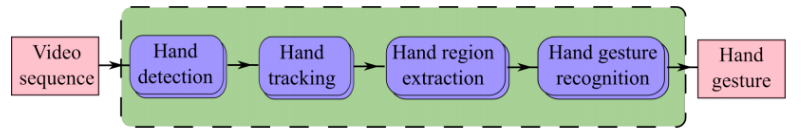 Video
sequence
Hand
detection
Hand
tracking
Hand region
extraction
Hand gesture
recognition
Hand
gesture